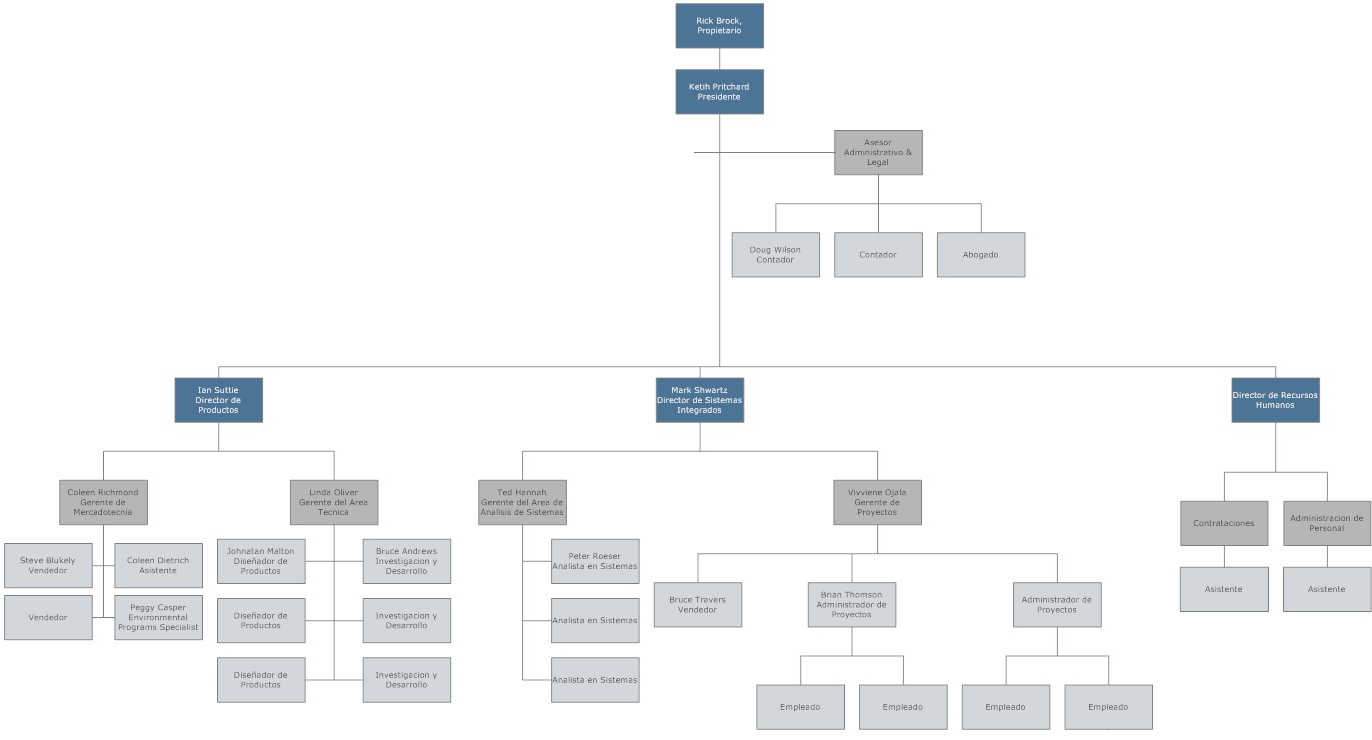 Rick Brock,
Propietario
Ketih Pritchard
Presidente
Asesor
Administrativo &
Legal
Doug Wilson
Contador
Contador
Abogado
Ian Suttie
Director de
Productos
Mark Shwartz
Director de Sistemas
Integrados
Director de Recursos
Humanos
Coleen Richmond
Gerente de
Mercadotecnia
Linda Oliver
Gerente del Area
Tecnica
Ted Hannah
Gerente del Area de
Analisis de Sistemas
Vivviene Ojala
Gerente de
Proyectos
Contrataciones
Administracion de
Personal
Steve Blukely
Vendedor
Coleen Dietrich
Asistente
Vendedor
Peggy Casper
Environmental
Programs Specialist
Johnatan Malton
Diseñador de
Productos
Bruce Andrews
Investigacion y
Desarrollo
Diseñador de
Productos
Investigacion y
Desarrollo
Diseñador de
Productos
Investigacion y
Desarrollo
Peter Roeser
Analista en Sistemas
Analista en Sistemas
Analista en Sistemas
Bruce Travers
Vendedor
Brian Thomson
Administrador de
Proyectos
Administrador de
Proyectos
Empleado
Empleado
Empleado
Empleado
Asistente
Asistente